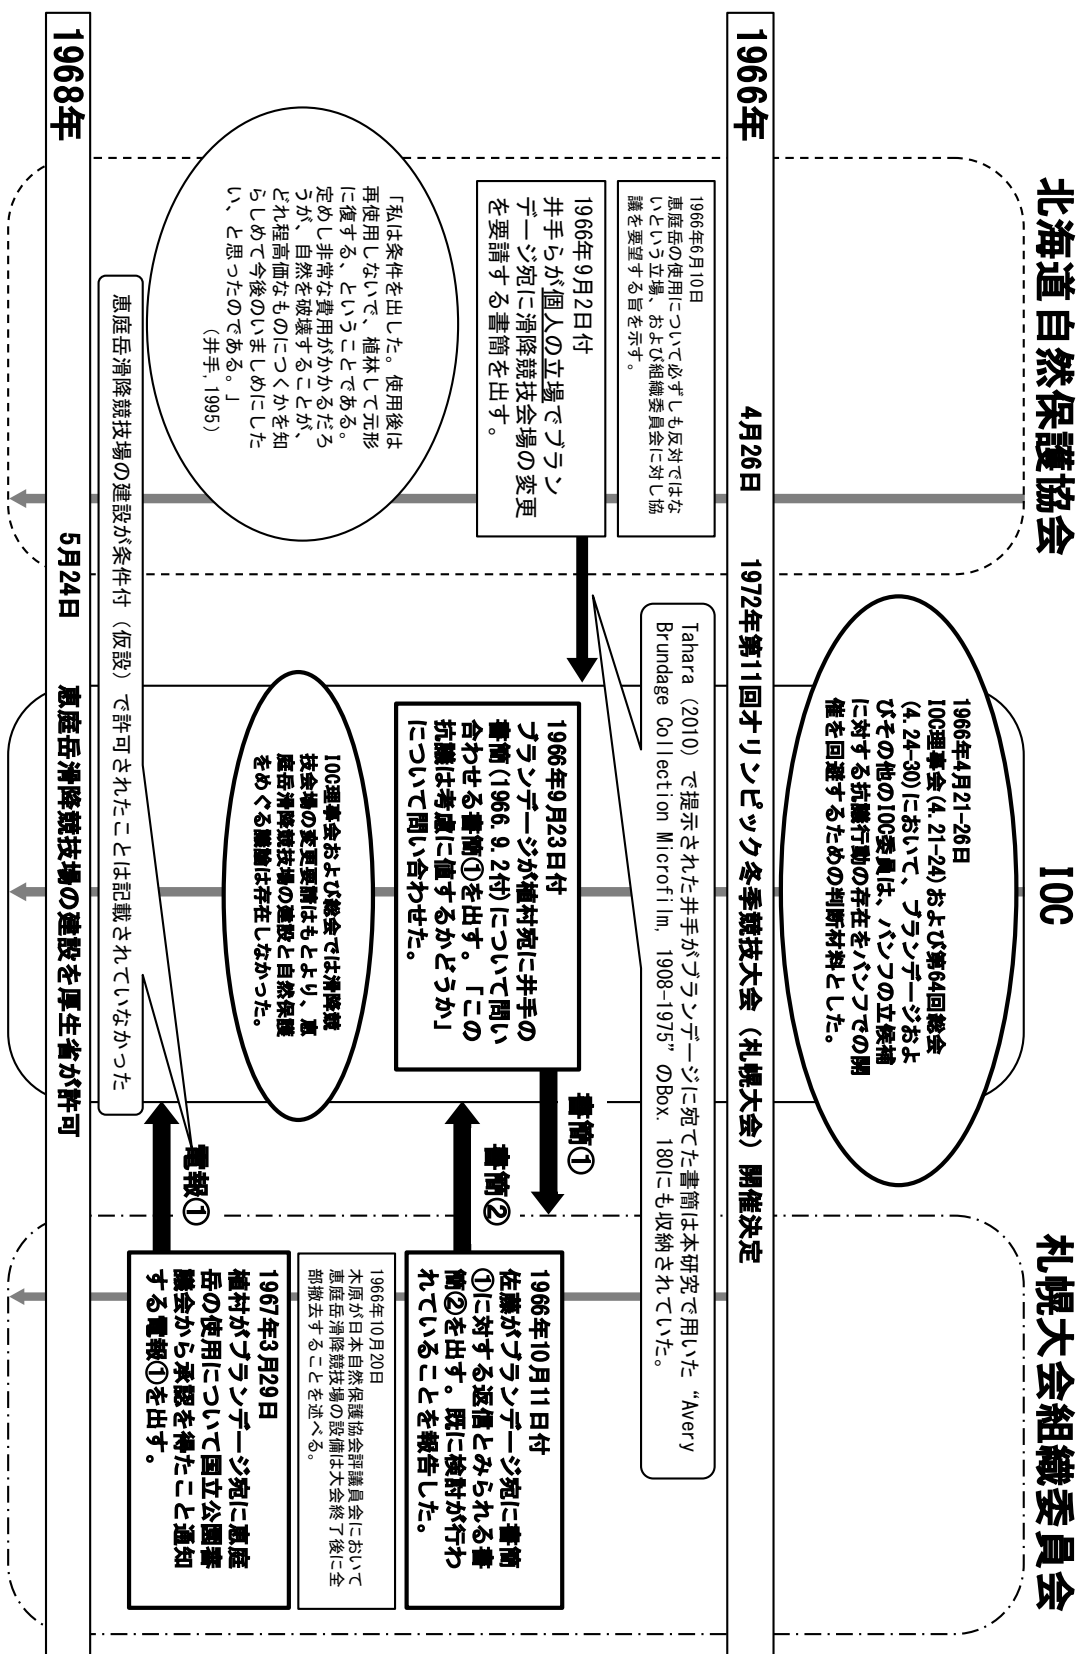 北海道自然保護協会
IOC
札幌大会組織委員会
1966年4月21-26日
IOC理事会(4.21-24)および第64回総会
(4.24-30)において、ブランデージおよ
びその他のIOC委員は、バンフの立候補
に対する抗議行動の存在をバンフでの開
催を回避するための判断材料とした。
1966年
4月26日
1972年第11回オリンピック冬季競技大会（札幌大会）開催決定
1966年6月10日
恵庭岳の使用について必ずしも反対ではな
いという立場、および組織委員会に対し協
議を要望する旨を示す。
Tahara（2010）で提示された井手がブランデージに宛てた書簡は本研究で用いた “Avery
Brundage Collection Microfilm, 1908-1975” のBox. 180にも収納されていた。
1966年9月2日付
井手らが個人の立場でブラン
デージ宛に滑降競技会場の変更
を要請する書簡を出す。
1966年9月23日付
ブランデージが植村宛に井手の
書簡(1966.9.2付)について問い
合わせる書簡①を出す。「この
抗議は考慮に値するかどうか」
について問い合わせた。
書簡①
1966年10月11日付
佐藤がブランデージ宛に書簡
①に対する返信とみられる書
簡②を出す。既に検討が行わ
れていることを報告した。
書簡②
1966年10月20日
木原が日本自然保護協会評議員会において
恵庭岳滑降競技場の設備は大会終了後に全
部撤去することを述べる。
「私は条件を出した。使用後は
再使用しないで、植林して元形
に復する、ということである。
定めし非常な費用がかかるだろ
うが、自然を破壊することが、
どれ程高価なものにつくかを知
らしめて今後のいましめにした
い、と思ったのである。」
（井手, 1995）
IOC理事会および総会では滑降競
技会場の変更要請はもとより、恵
庭岳滑降競技場の建設と自然保護
をめぐる議論は存在しなかった。
1967年3月29日
植村がブランデージ宛に恵庭
岳の使用について国立公園審
議会から承認を得たこと通知
する電報①を出す。
電報①
恵庭岳滑降競技場の建設が条件付（仮設）で許可されたことは記載されていなかった
1968年
5月24日
恵庭岳滑降競技場の建設を厚生省が許可